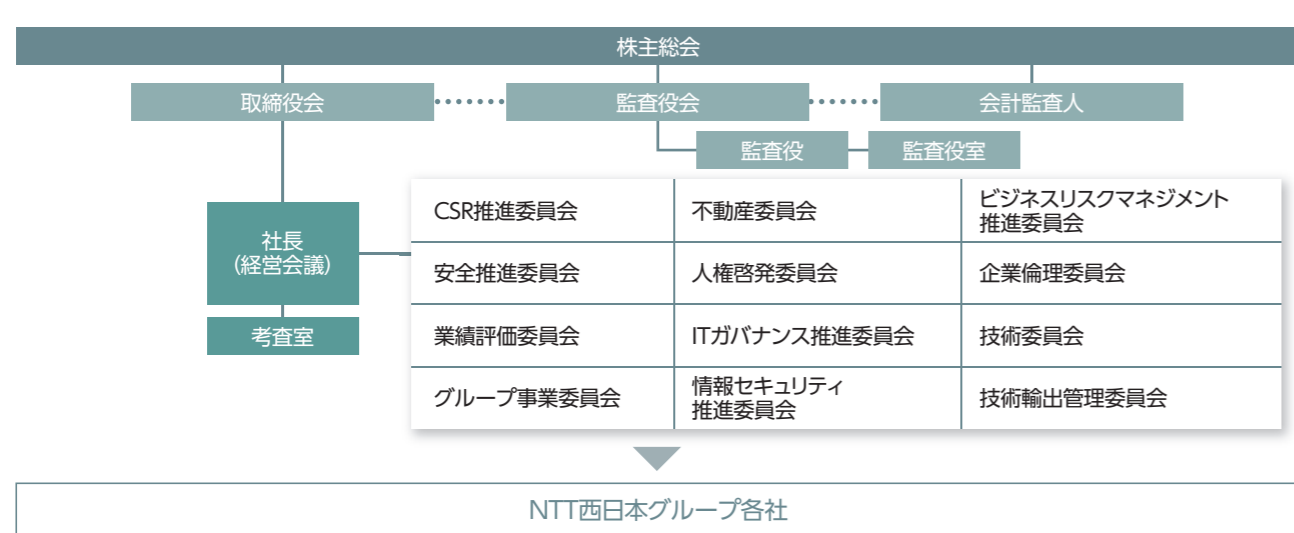 株主総会
取締役会
監査役会
会計監査人
監査役
監査役室
社長
(経営会議)
考査室
CSR推進委員会
不動産委員会
ビジネスリスクマネジメント
推進委員会
安全推進委員会
人権啓発委員会
企業倫理委員会
業績評価委員会
ITガバナンス推進委員会
技術委員会
グループ事業委員会
情報セキュリティ
推進委員会
技術輸出管理委員会
NTT西日本グループ各社